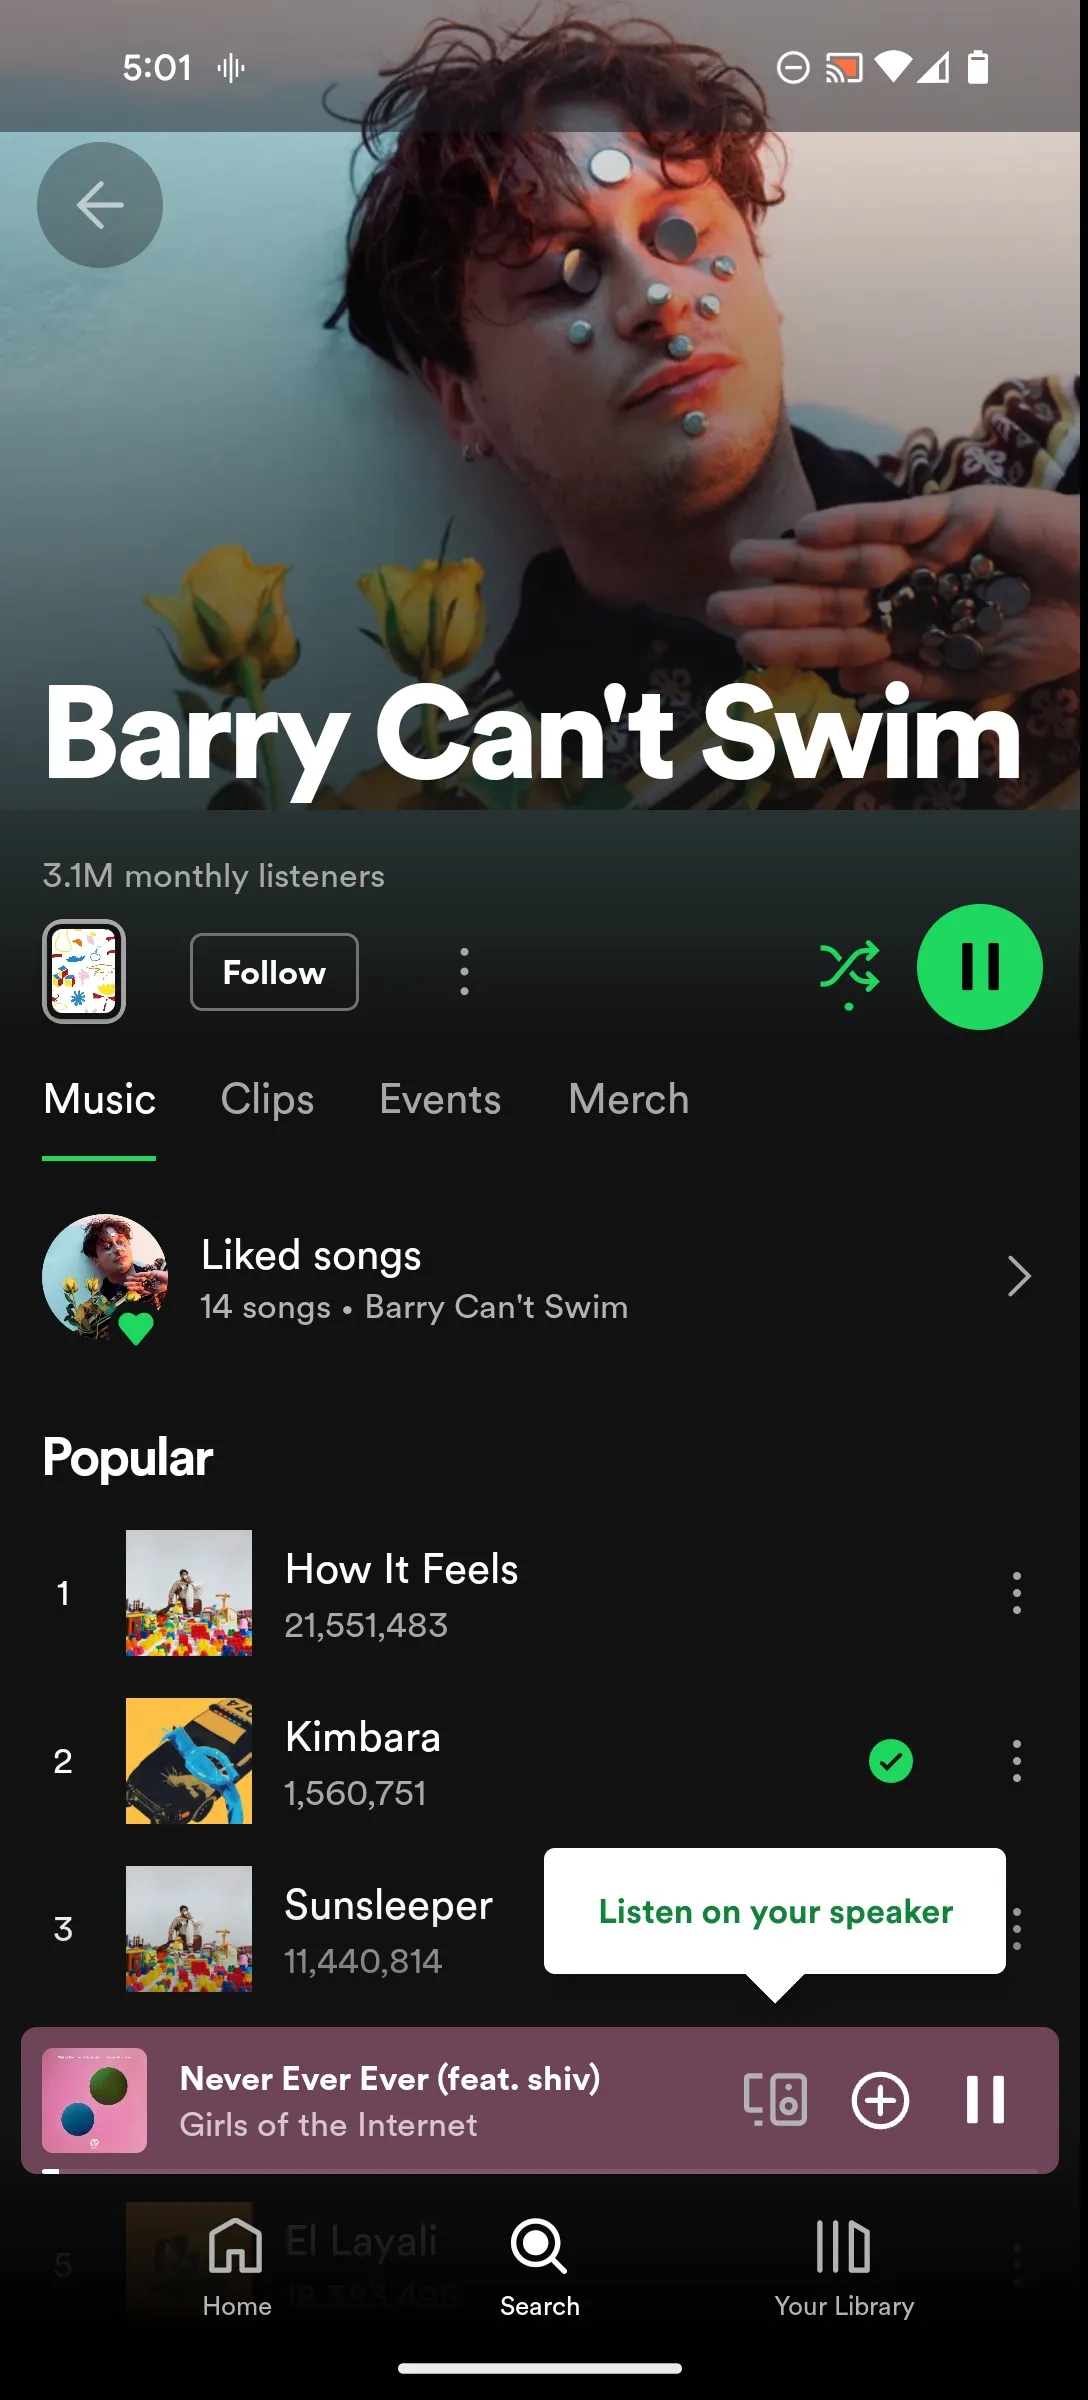 5:01
Barry Can't Swim
3.1M monthly listeners
Follow
Music Clips Events Merch
Liked songs
14 songs • Barry Can't Swim
Popular
1
How It Feels
21,551,483
2
Kimbara
1,560,751
3
Sunsleeper
11,440,814
Listen on your speaker
Never Ever Ever (feat. shiv)
Girls of the Internet
5
El Layali
18,383,495
Home Search Your Library